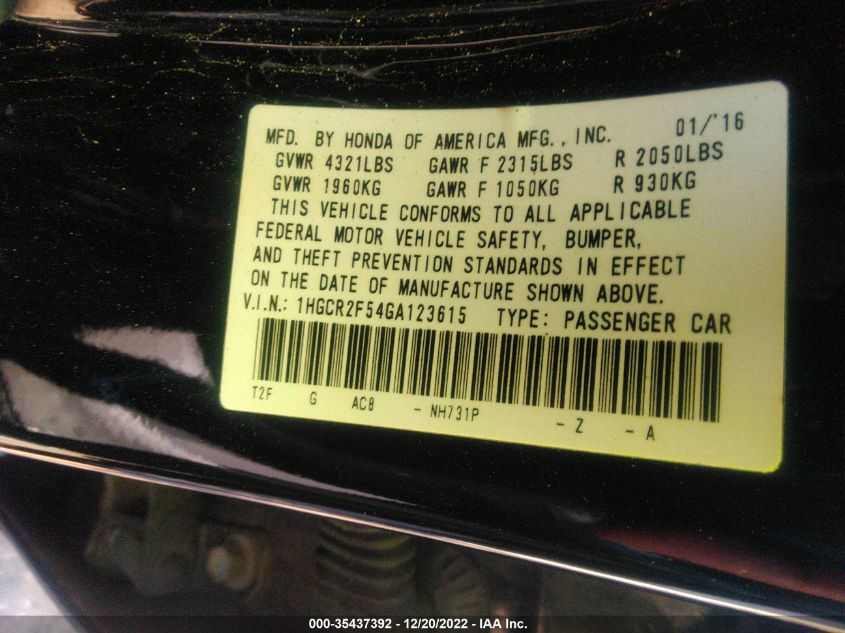 MFD. BY HONDA OF AMERICA MFG., INC. 01/'16
GVWR 4321LBS GAWR F 2315LBS R 2050LBS
GVWR 1960KG GAWR F 1050KG R 930KG
THIS VEHICLE CONFORMS TO ALL APPLICABLE
FEDERAL MOTOR VEHICLE SAFETY, BUMPER,
AND THEFT PREVENTION STANDARDS IN EFFECT
ON THE DATE OF MANUFACTURE SHOWN ABOVE.
V.I.N.: 1HGCR2F54GA123615 TYPE: PASSENGER CAR
T2F G AC8 - NH731P - Z - A
000-35437392 - 12/20/2022 - IAA Inc.